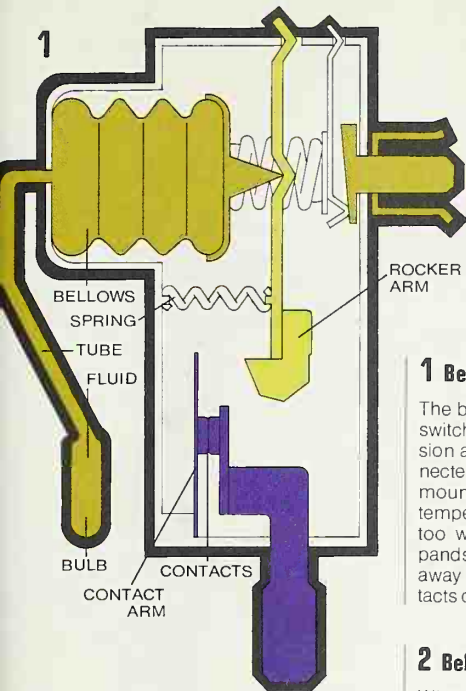 1
BELLOWS
SPRING
TUBE
FLUID
BULB
CONTACT
ARM
CONTACTS
ROCKER
ARM
1 Be
The b
switch
sion a
necte
mour
tempe
too w
pands
away
tacts c
2 Bel